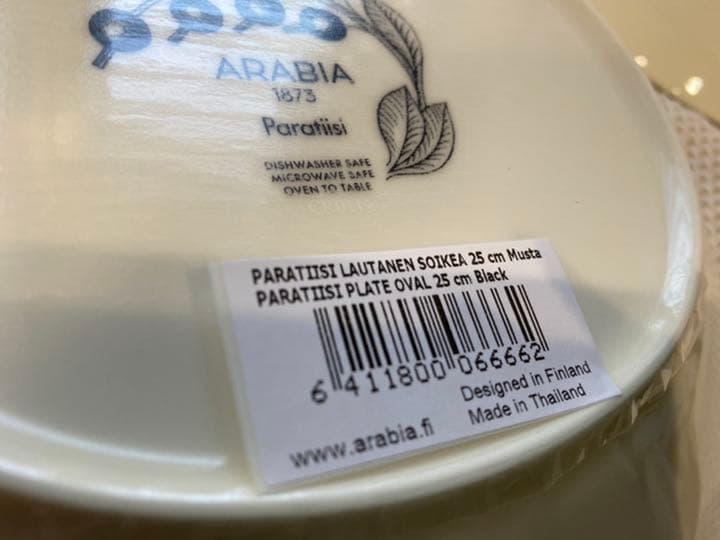 ARABIA
1873
Paratiisi
DISHWASHER SAFE
MICROWAVE SAFE
OVEN TO TABLE
PARATIISI LAUTANEN SOIKEA 25 cm Musta
PARATIISI PLATE OVAL 25 cm Black
6 411800 066662
Designed in Finland
Made in Thailand
www.arabia.fi